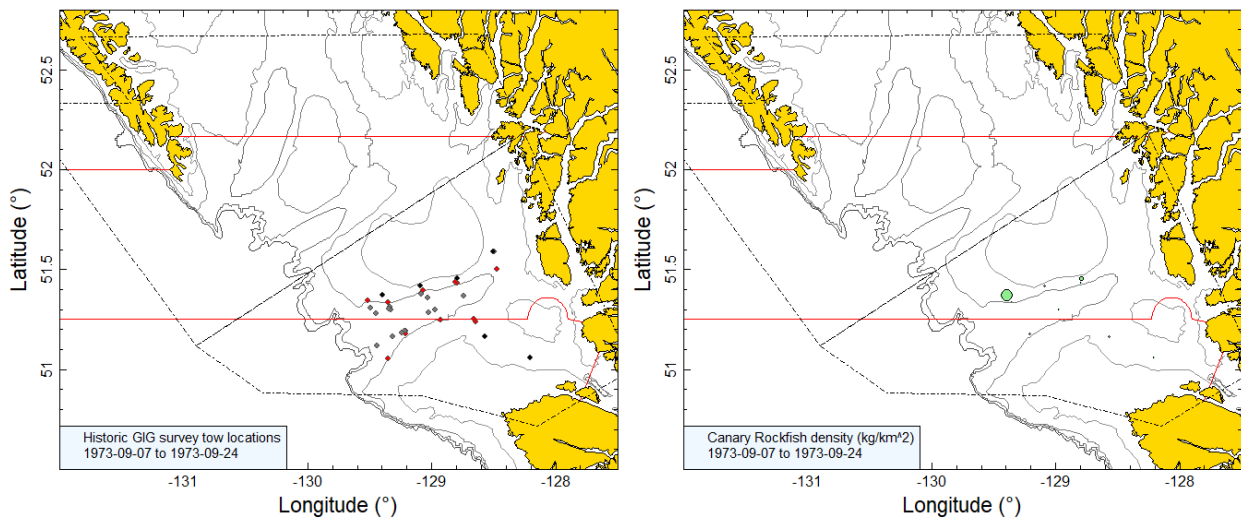 52.5
52
51.5
51
Latitude (°)
Historic GIG survey tow locations
1973-09-07 to 1973-09-24
-131
-130
-129
-128
Longitude (°)
52.5
52
51.5
51
Latitude (°)
Canary Rockfish density (kg/km^2)
1973-09-07 to 1973-09-24
-131
-130
-129
-128
Longitude (°)